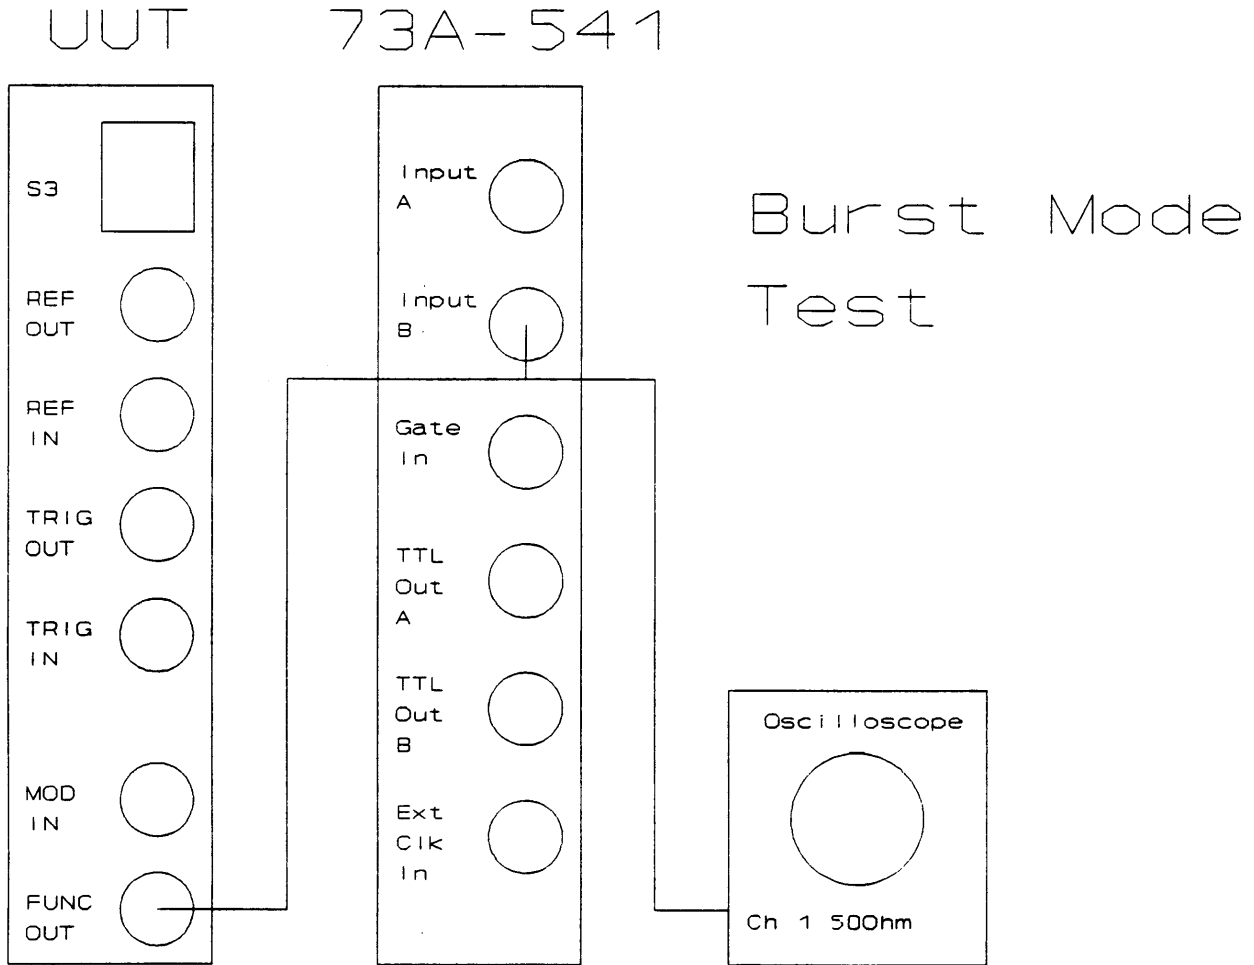 UUT
73A-541
S3
REF
OUT
REF
IN
TRIG
OUT
TRIG
IN
MOD
IN
FUNC
OUT
Input
A
Input
B
Gate
In
TTL
Out
A
TTL
Out
B
Ext
Clk
In
Burst Mode
Test
Oscilloscope
Ch 1 50Ohm